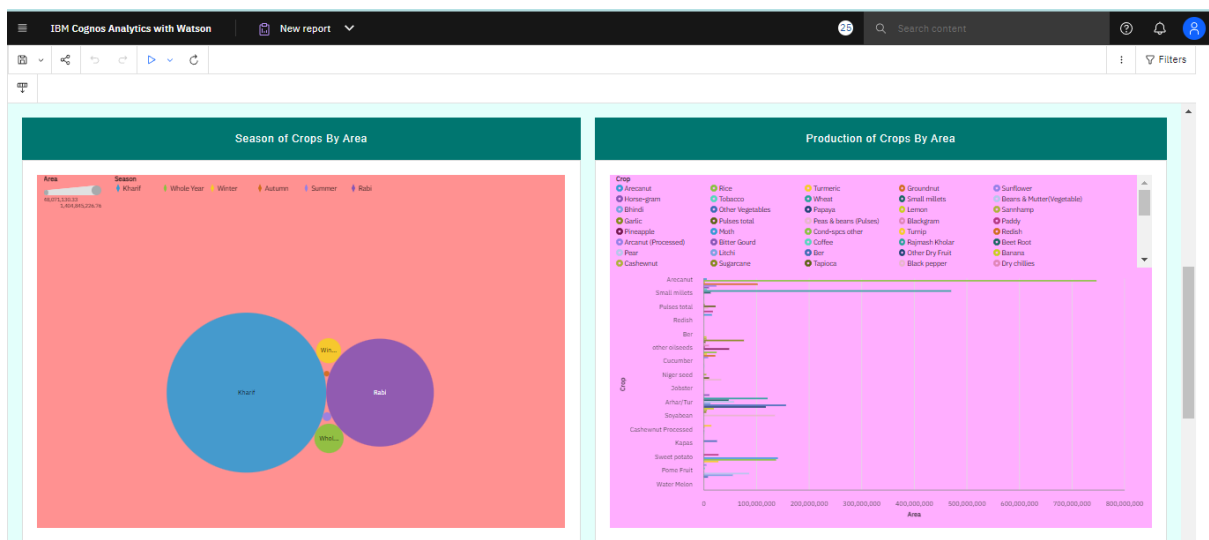 IBM Cognos Analytics with Watson
New report
25
Search content
Filters
Season of Crops By Area
Area
Season
Kharif
Whole Year
Winter
Autumn
Summer
Rabi
Win...
Kharif
Rabi
Whol...
Production of Crops By Area
Crop
Arecanut Rice Turmeric Groundnut Sunflower
Horse-gram Tobacco Wheat Small millets Beans & Mutter(Vegetable)
Bhindi Other Vegetables Papaya Lemon Sannhamp
Garlic Pulses total Peas & beans (Pulses) Blackgram Paddy
Pineapple Moth Cond-spcs other Turnip Redish
Arcanut (Processed) Bitter Gourd Coffee Rajmash Kholar Beet Root
Pear Litchi Ber Other Dry Fruit Banana
Cashewnut Sugarcane Tapioca Black pepper Dry chillies
Arecanut
Small millets
Pulses total
Redish
Ber
other oilseeds
Cucumber
Niger seed
Jobster
Arhar/Tur
Soyabean
Cashewnut Processed
Kapas
Sweet potato
Pome Fruit
Water Melon
Crop
0 100,000,000 200,000,000 300,000,000 400,000,000 500,000,000 600,000,000 700,000,000 800,000,000
Area